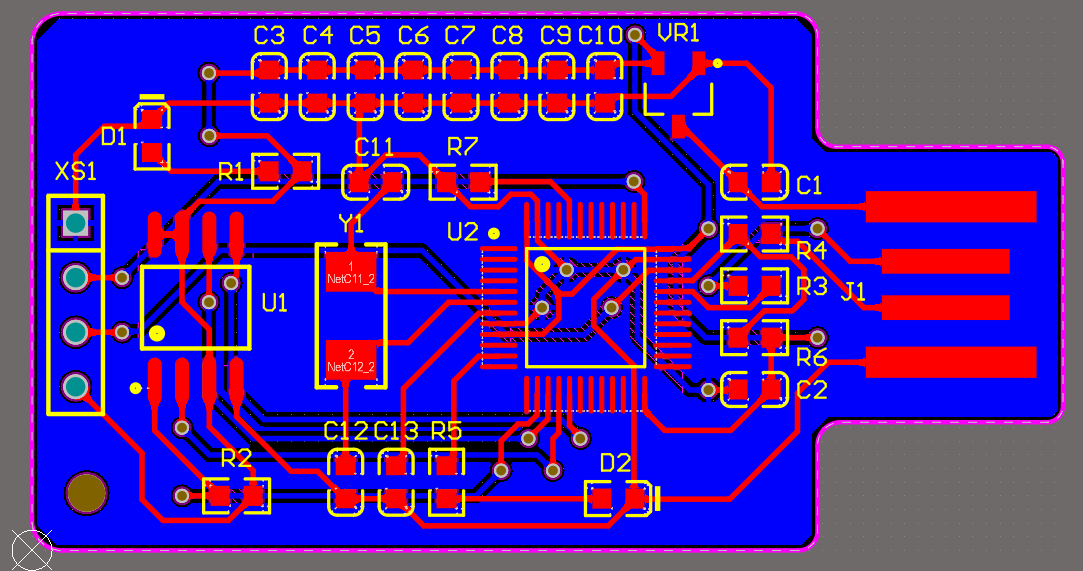 C3 C4 C5 C6 C7 C8 C9 C10 VR1
D1
C11 R7
XS1 R1 C1
Y1 U2
R4
1
NetC11_2
U1 R3 J1
2
NetC12_2
R6
C2
C12 C13 R5
R2 D2